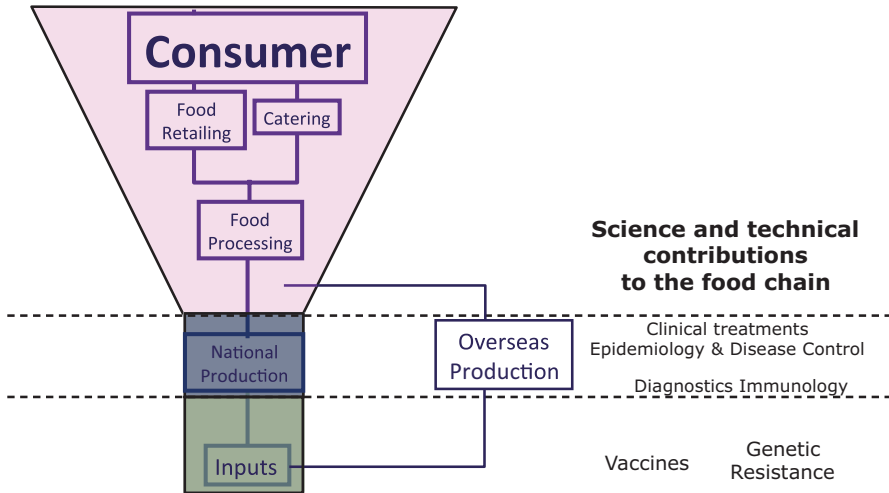 Consumer
Food
Retailing
Catering
Food
Processing
Science and technical
contributions
to the food chain
National
Production
Overseas
Production
Clinical treatments
Epidemiology & Disease Control
Diagnostics Immunology
Inputs
Vaccines
Genetic
Resistance